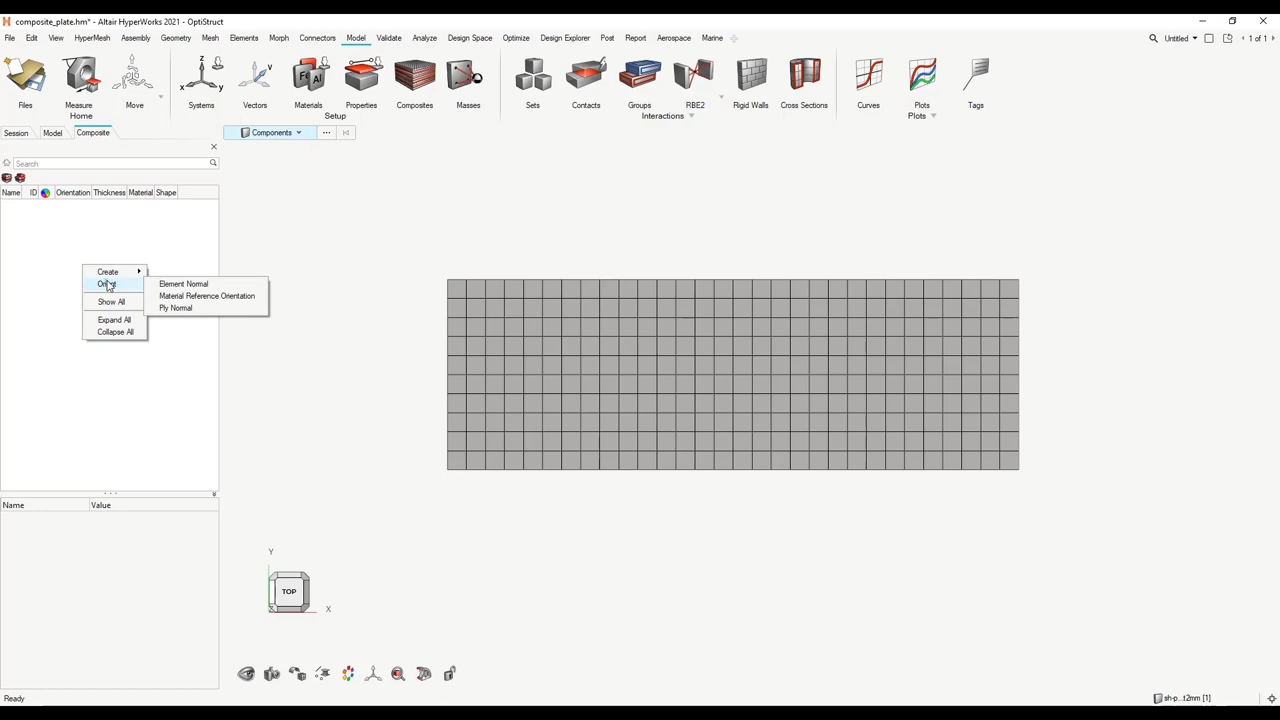 composite_plate.hm* - Altair HyperWorks 2021 - OptiStruct
File Edit View HyperMesh Assembly Geometry Mesh Elements Morph Connectors Model Validate Analyze Design Space Optimize Design Explorer Post Report Aerospace Marine
Untitled 1 of 1
Files Measure Move Systems Vectors Materials Properties Composites Masses Sets Contacts Groups RBE2 Rigid Walls Cross Sections Curves Plots Tags
Home Setup Interactions Plots
Session Model Composite
Components
Search
Name ID Orientation Thickness Material Shape
Create
Orient
Show All
Expand All
Collapse All
Element Normal
Material Reference Orientation
Ply Normal
Name Value
Y
TOP
Z
X
Ready
sh-p...t2mm [1]